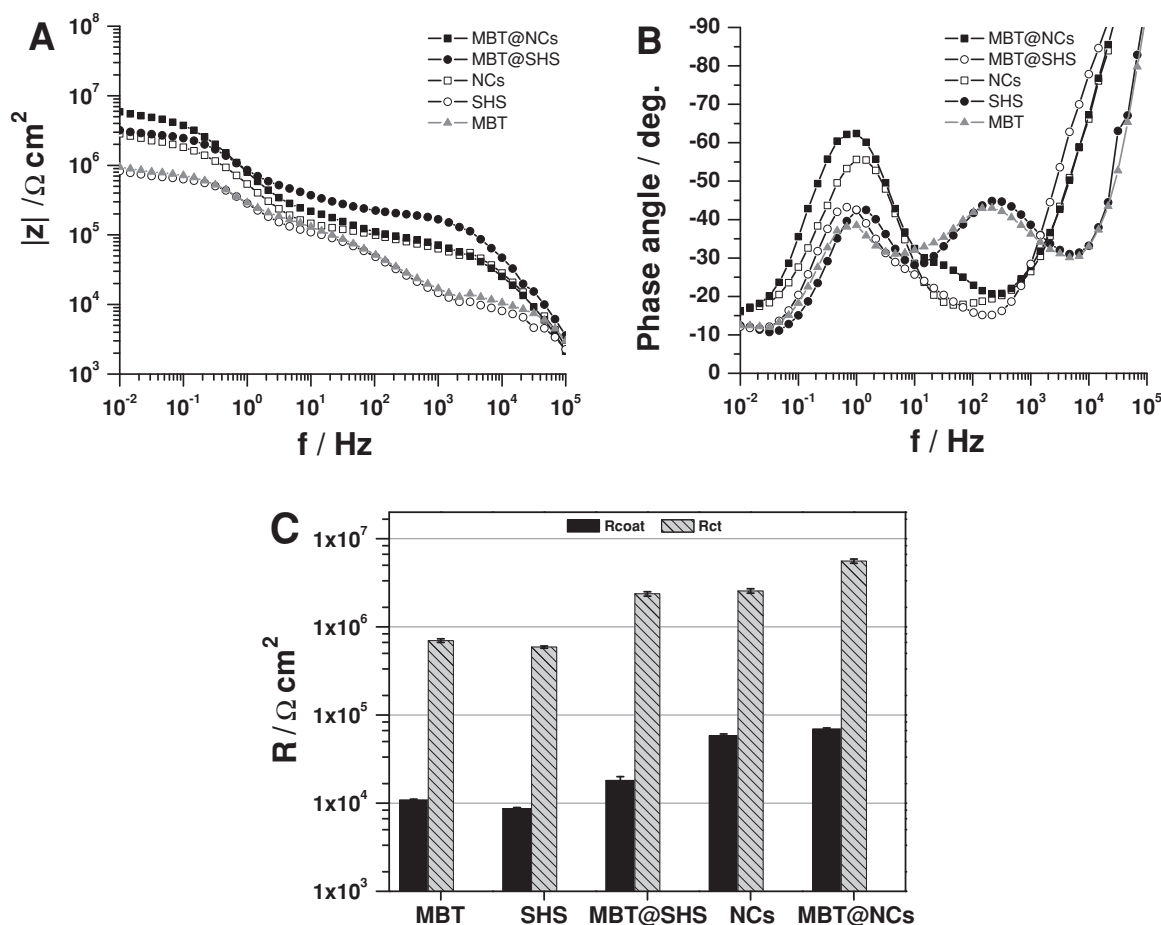 A
|z| /Ω cm²
10⁸
10⁷
10⁶
10⁵
10⁴
10³
MBT@NCs
MBT@SHS
NCs
SHS
MBT
10⁻² 10⁻¹ 10⁰ 10¹ 10² 10³ 10⁴ 10⁵
f / Hz
B
Phase angle / deg.
-90
-80
-70
-60
-50
-40
-30
-20
-10
0
MBT@NCs
MBT@SHS
NCs
SHS
MBT
10⁻² 10⁻¹ 10⁰ 10¹ 10² 10³ 10⁴ 10⁵
f / Hz
C
Rcoat Rct
R / Ω cm²
1x10⁷
1x10⁶
1x10⁵
1x10⁴
1x10³
MBT SHS MBT@SHS NCs MBT@NCs